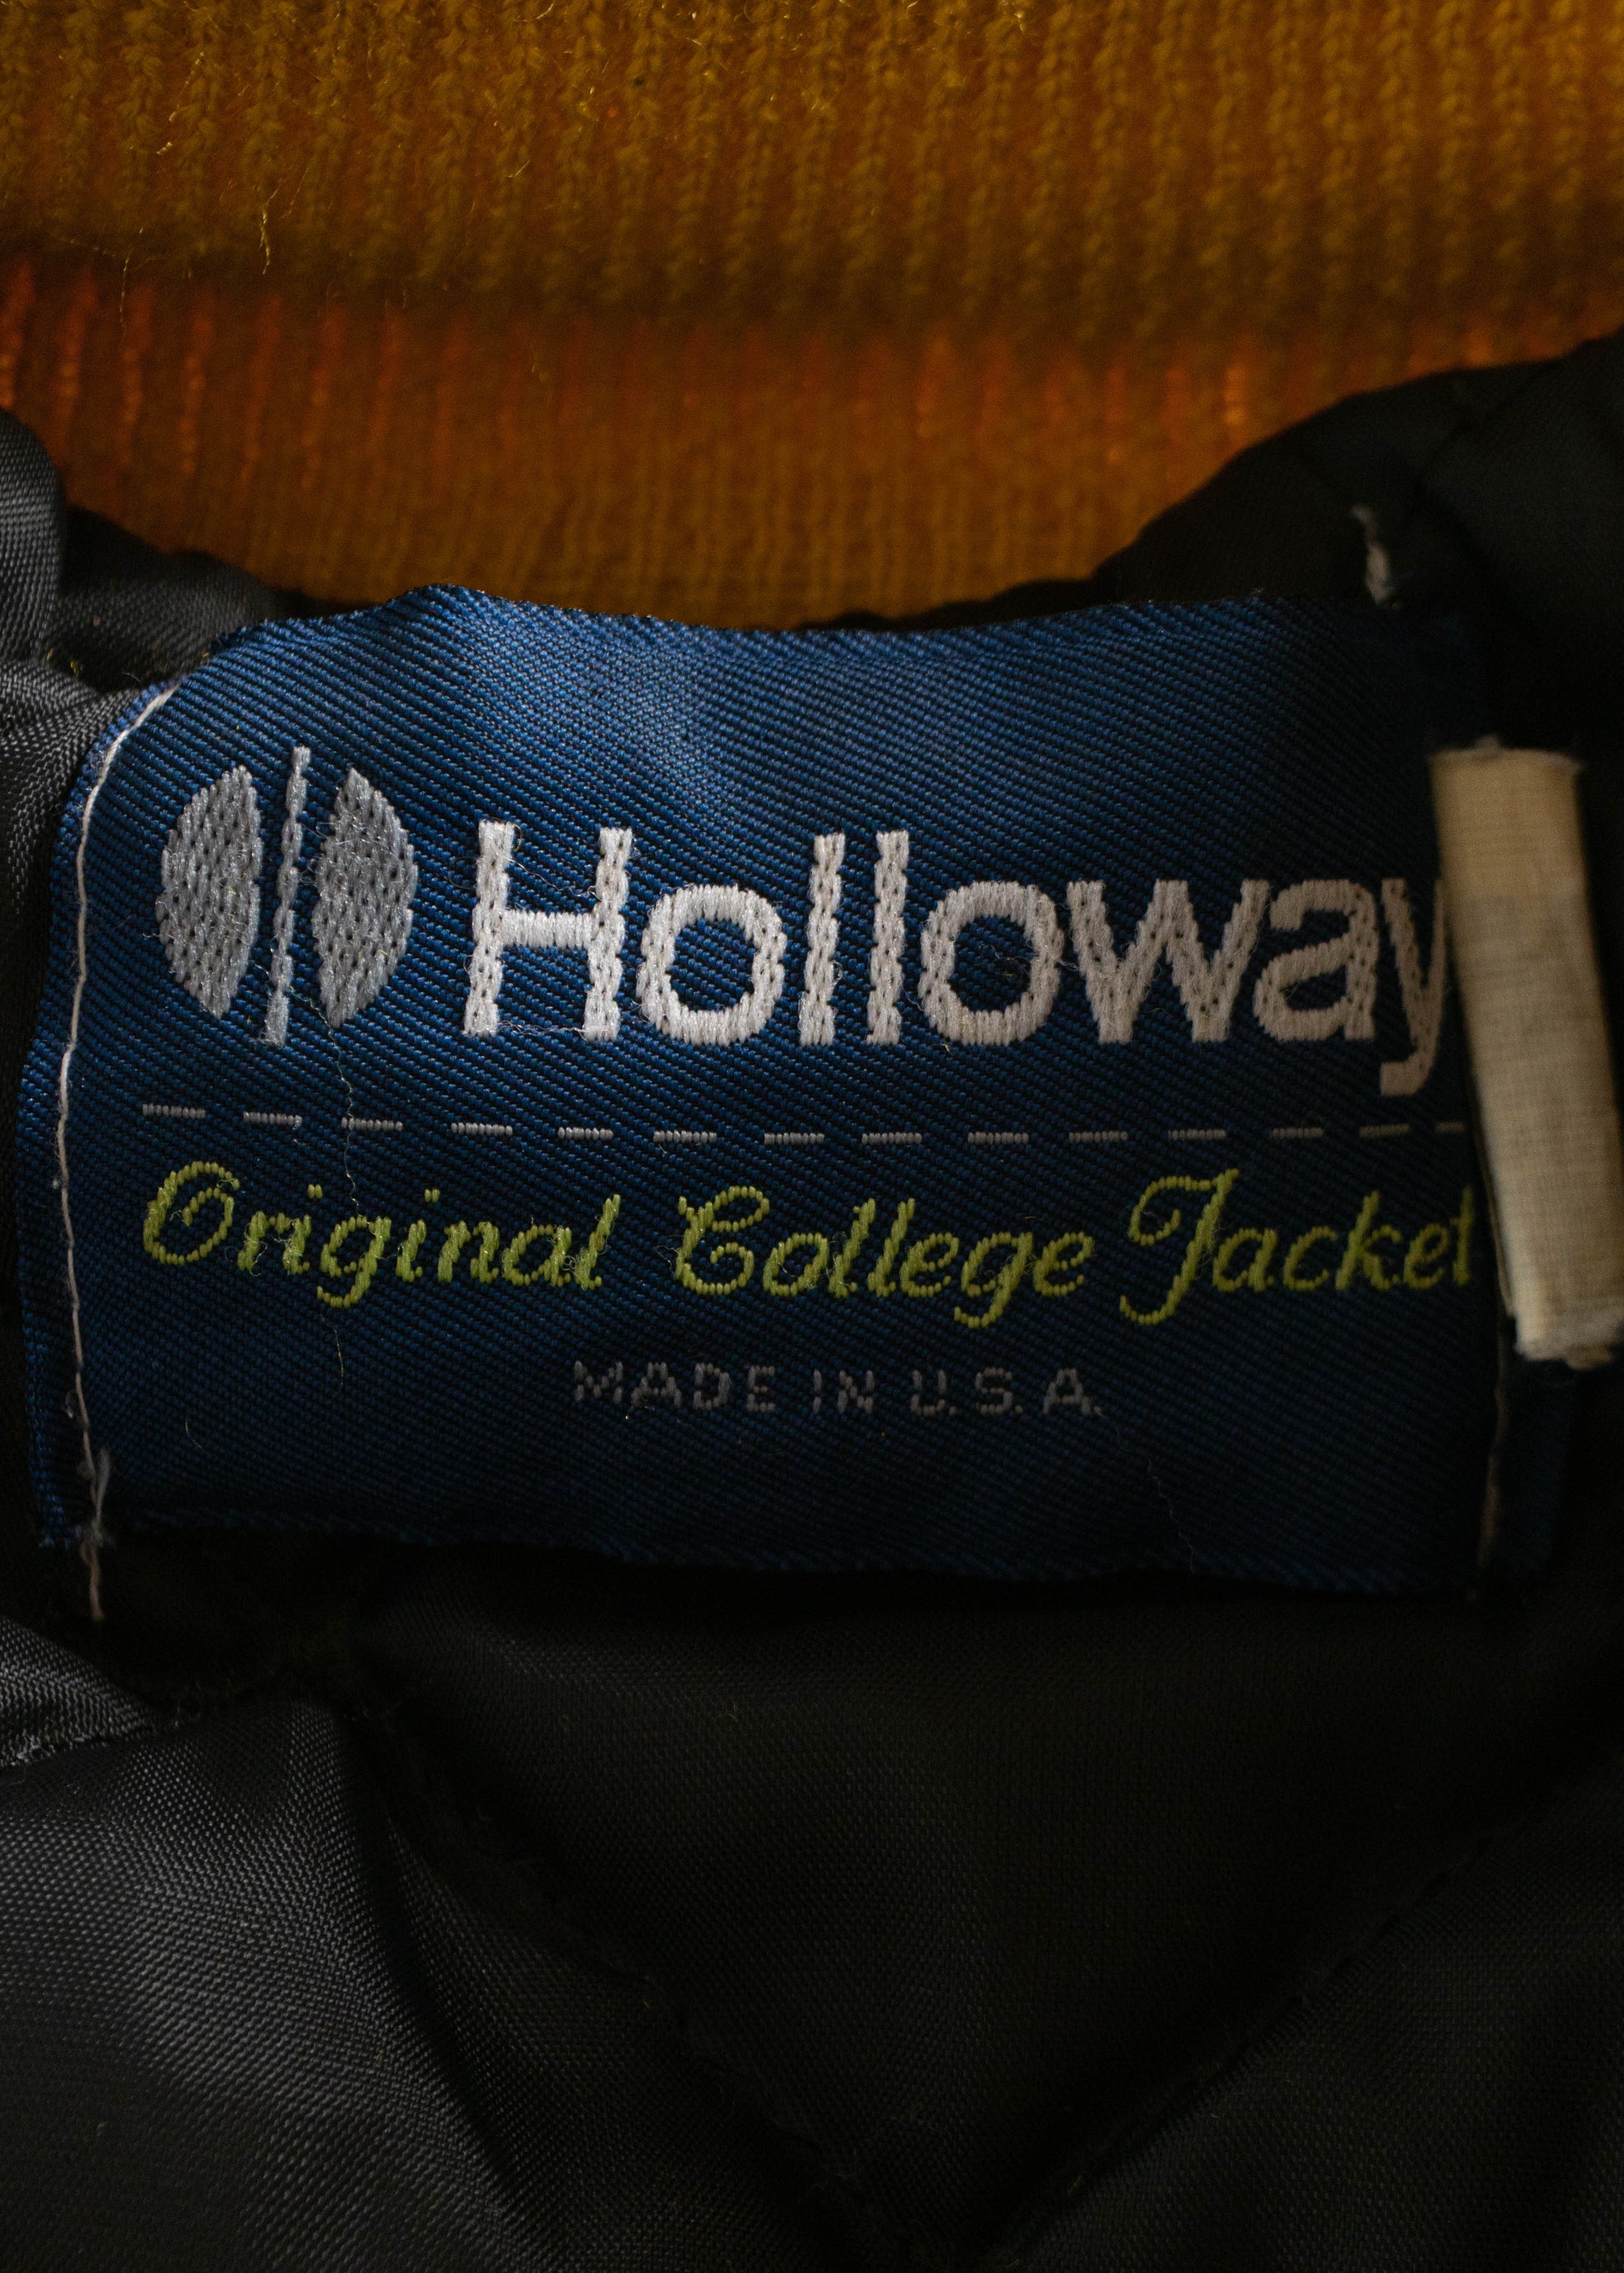 Holloway
Original College Jacket
MADE IN U.S.A.